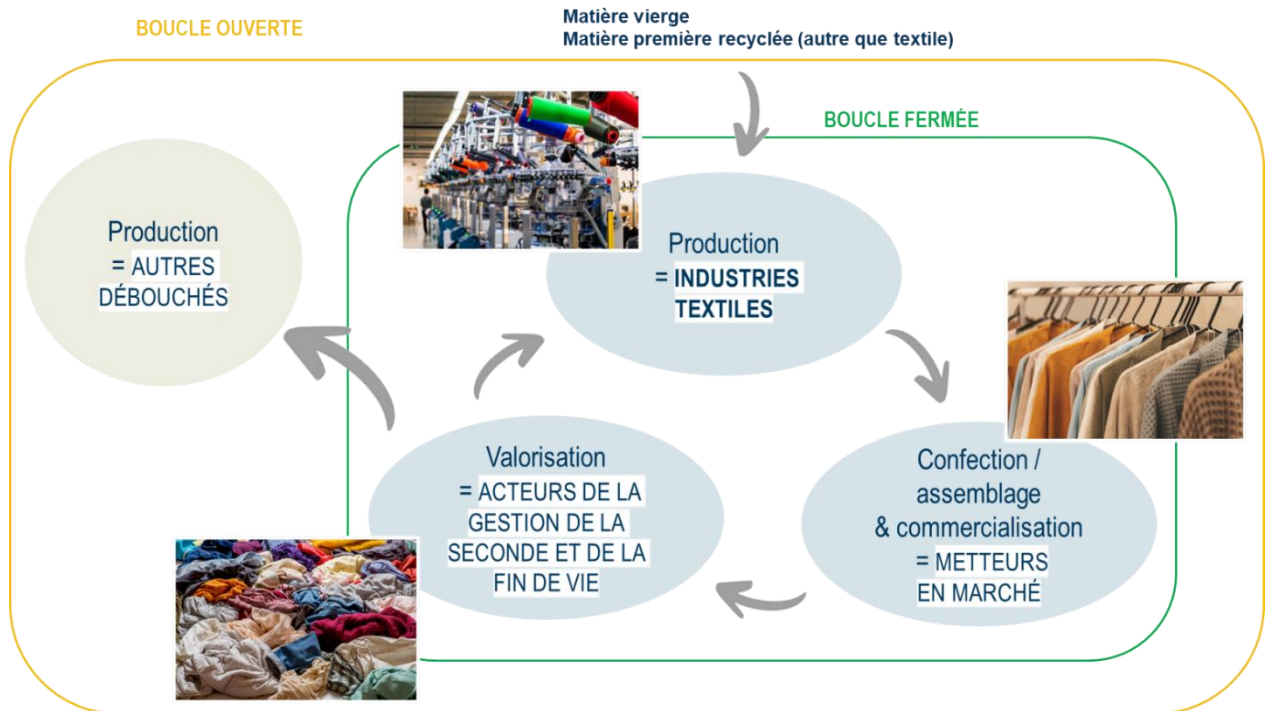 BOUCLE OUVERTE
Matière vierge
Matière première recyclée (autre que textile)
BOUCLE FERMÉE
Production
= AUTRES
DÉBOUCHÉS
Production
= INDUSTRIES
TEXTILES
Valorisation
= ACTEURS DE LA
GESTION DE LA
SECONDE ET DE LA
FIN DE VIE
Confection /
assemblage
& commercialisation
= METTEURS
EN MARCHÉ